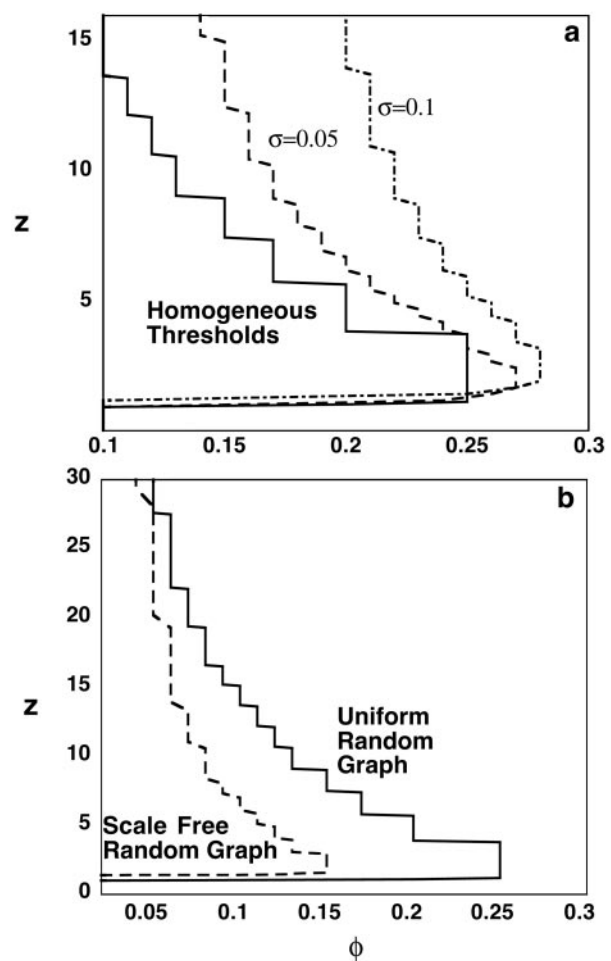 15
a
σ=0.1
σ=0.05
10
z
5
Homogeneous
Thresholds
0.1 0.15 0.2 0.25 0.3
30
b
25
20
z
15
Uniform
Random
Graph
10
5
Scale Free
Random Graph
0
0.05 0.1 0.15 0.2 0.25 0.3
ϕ